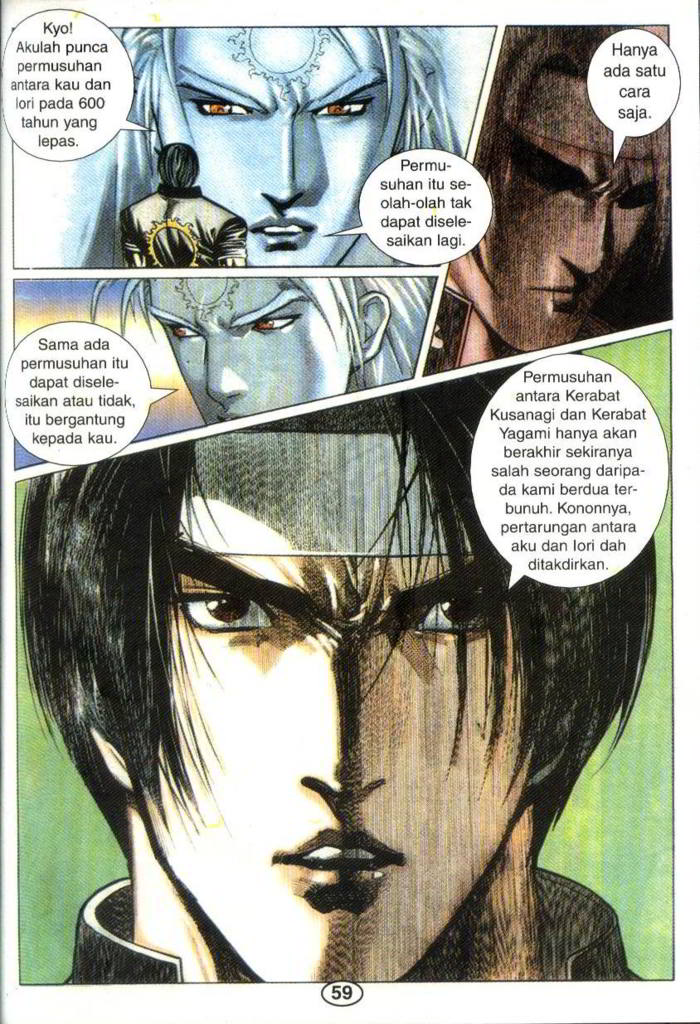 Kyo!
Akulah punca
permusuhan
antara kau dan
Iori pada 600
tahun yang
lepas.
Permu-
suhan itu se-
olah-olah tak
dapat disele-
saikan lagi.
Hanya
ada satu
cara
saja.
Sama ada
permusuhan itu
dapat disele-
saikan atau tidak,
itu bergantung
kepada kau.
Permusuhan
antara Kerabat
Kusanagi dan Kerabat
Yagami hanya akan
berakhir sekiranya
salah seorang daripa-
da kami berdua ter-
bunuh. Kononnya,
pertarungan antara
aku dan Iori dah
ditakdirkan.
59